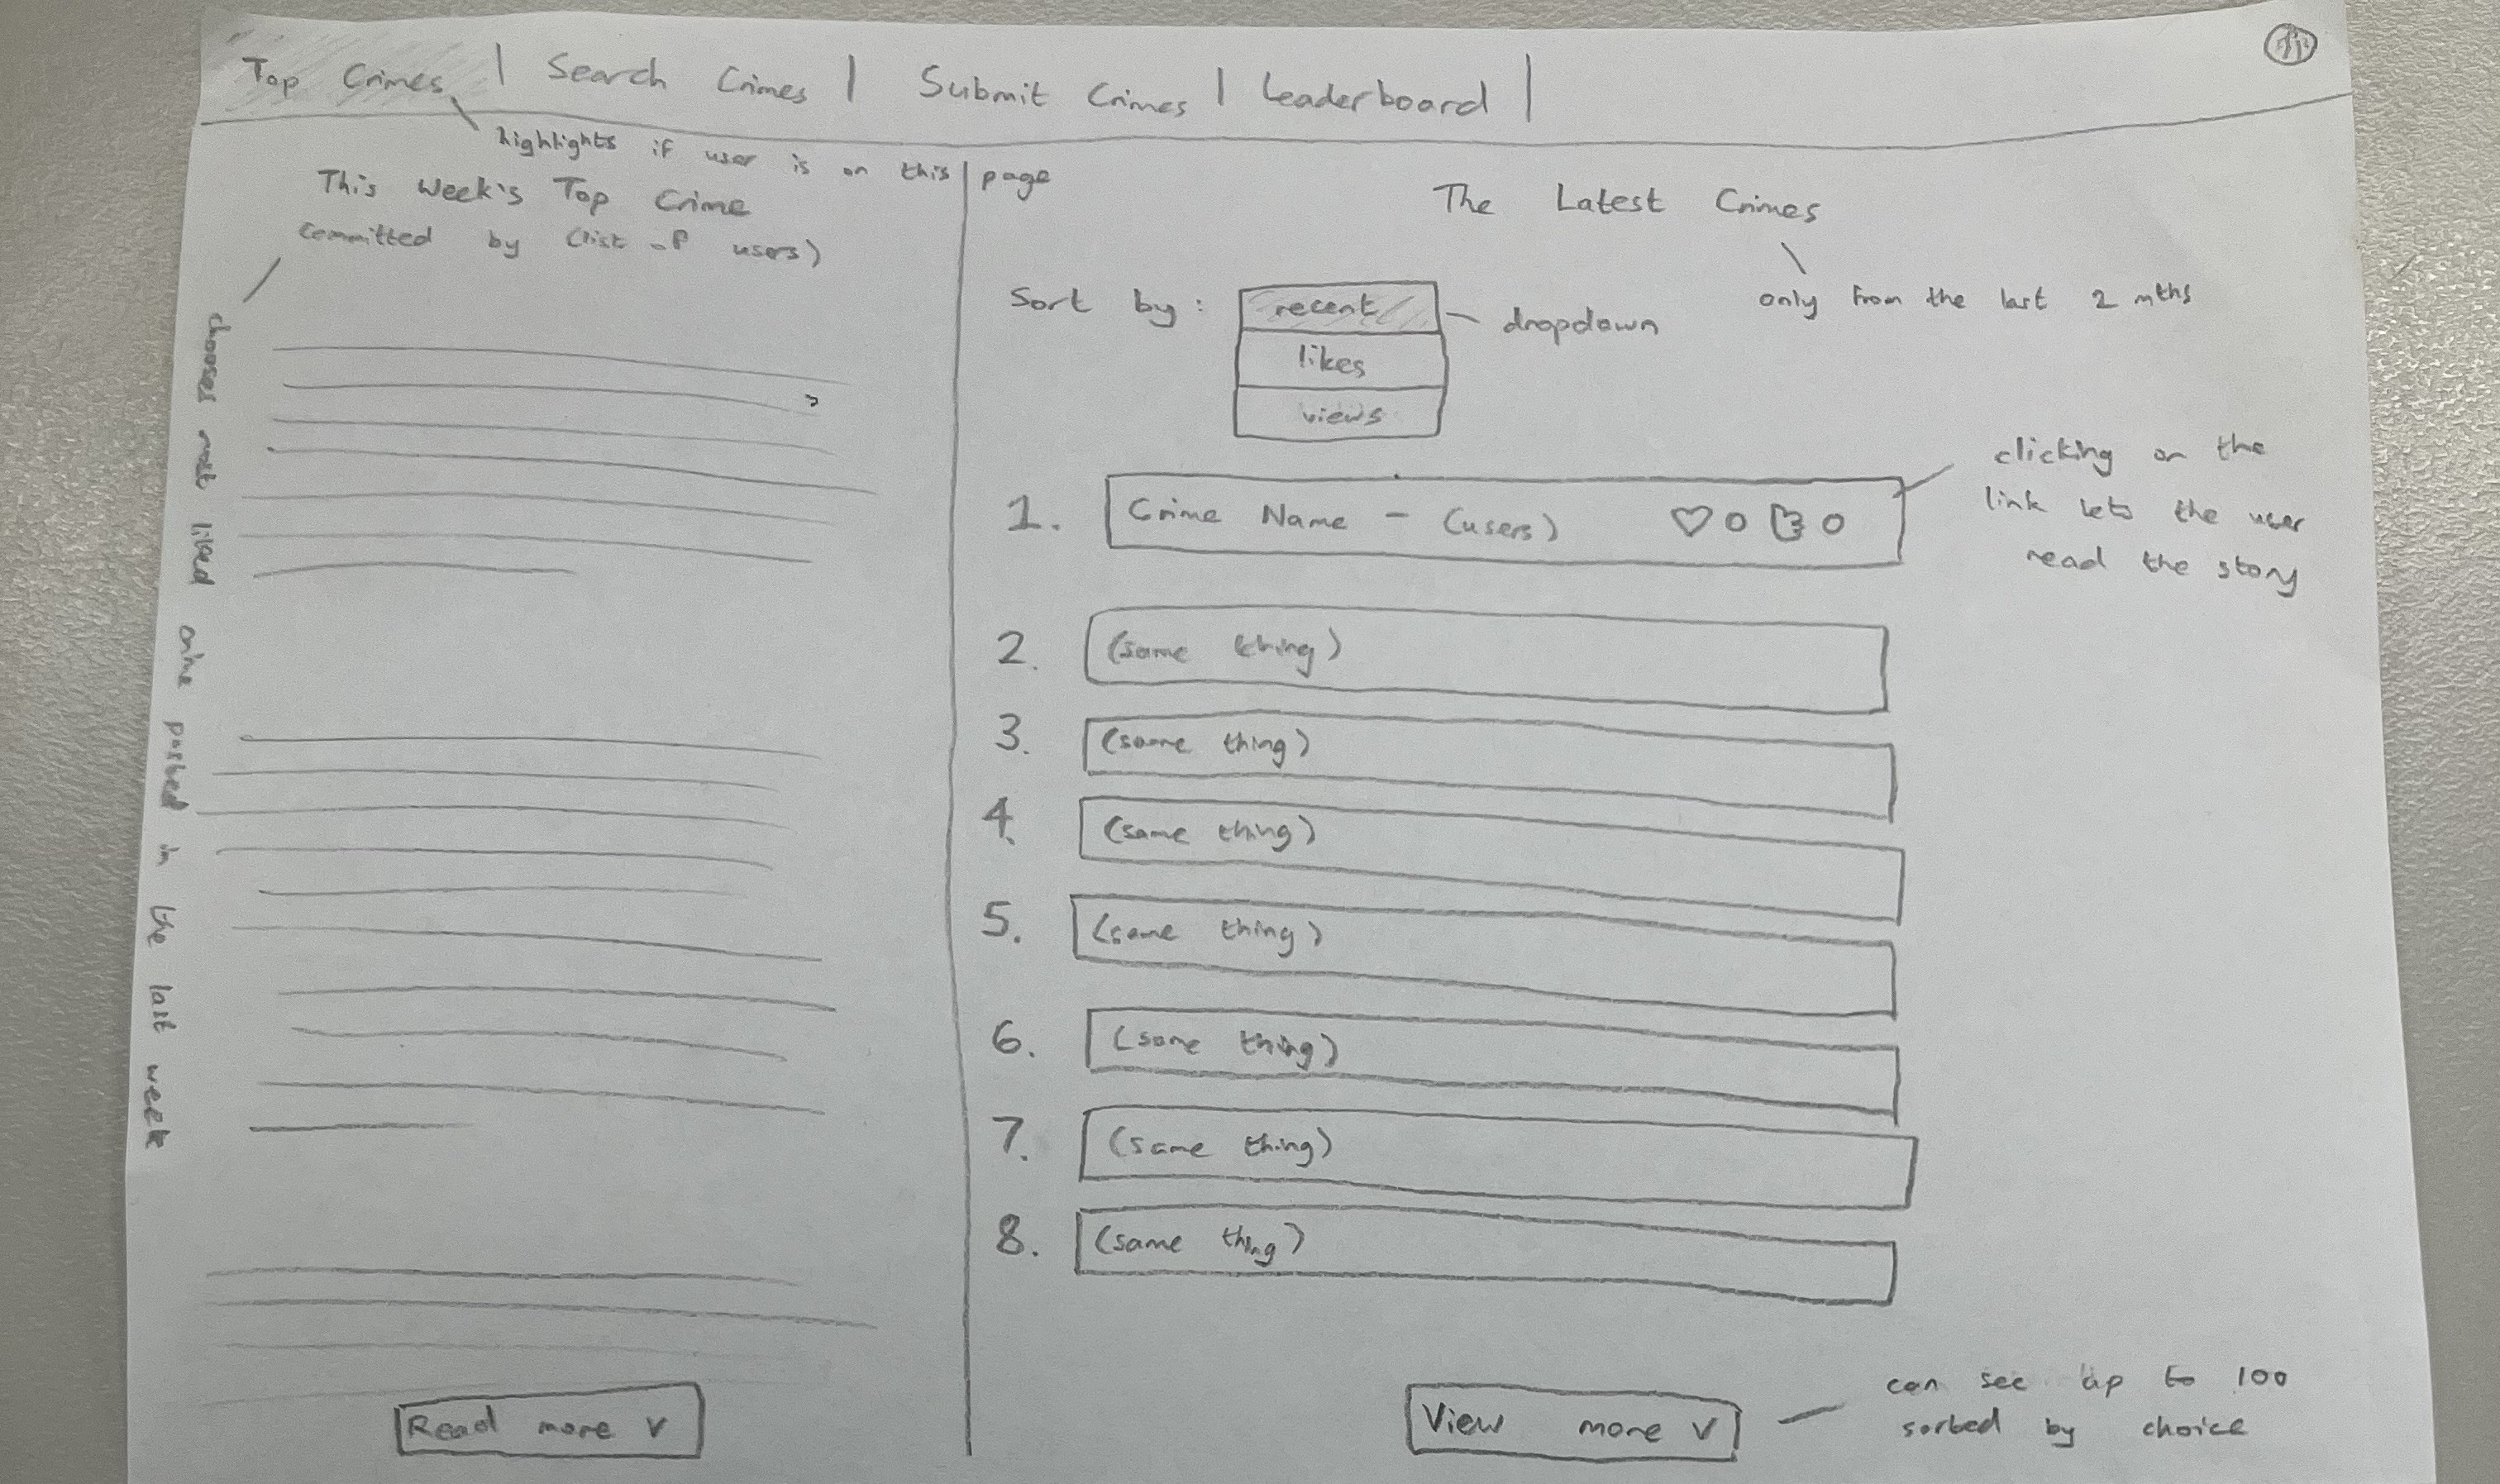 Top Crimes | Search Crimes | Submit Crimes | Leaderboard |
highlights if user is on this page
This Week's Top Crime
committed by (list of users)
chooses most liked crime posted in the last week
Read more v
The Latest Crimes
only from the last 2 mths
Sort by:
recent
likes
views
dropdown
1. Crime Name - (users) 0 0
clicking on the
link lets the user
read the story
2. (same thing)
3. (same thing)
4. (same thing)
5. (same thing)
6. (same thing)
7. (same thing)
8. (same thing)
View more v
can see up to 100
sorted by choice